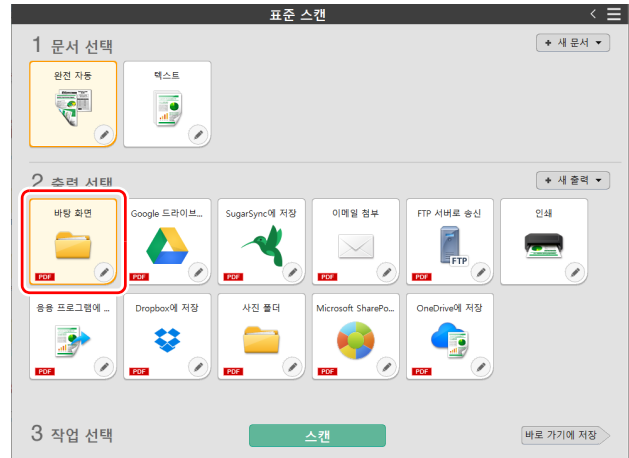 표준 스캔
1 문서 선택
+ 새 문서
완전 자동
텍스트
2 출력 선택
+ 새 출력
바탕 화면
PDF
Google 드라이브...
PDF
SugarSync에 저장
PDF
이메일 첨부
PDF
FTP 서버로 송신
FTP
PDF
인쇄
응용 프로그램에 ...
PDF
Dropbox에 저장
PDF
사진 폴더
PDF
Microsoft SharePo...
PDF
OneDrive에 저장
PDF
3 작업 선택
스캔
바로 가기에 저장